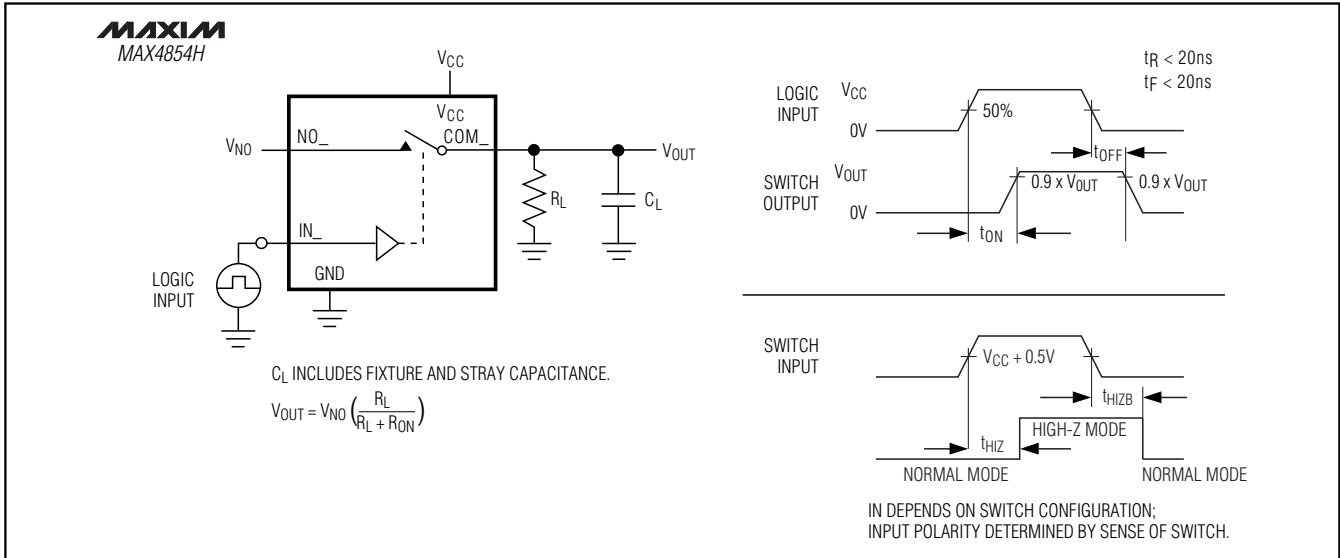 MAXIM
MAX4854H
VCC
VCC
VNO
NO_
COM_
VOUT
RL
CL
IN_
GND
LOGIC
INPUT
CL INCLUDES FIXTURE AND STRAY CAPACITANCE.
VOUT = VNO (RL / RL + RON)
tR < 20ns
tF < 20ns
LOGIC
INPUT
VCC
0V
50%
tOFF
SWITCH
OUTPUT
VOUT
0V
0.9 x VOUT
0.9 x VOUT
tON
SWITCH
INPUT
VCC + 0.5V
tHIZB
HIGH-Z MODE
tHIZ
NORMAL MODE
NORMAL MODE
IN DEPENDS ON SWITCH CONFIGURATION;
INPUT POLARITY DETERMINED BY SENSE OF SWITCH.